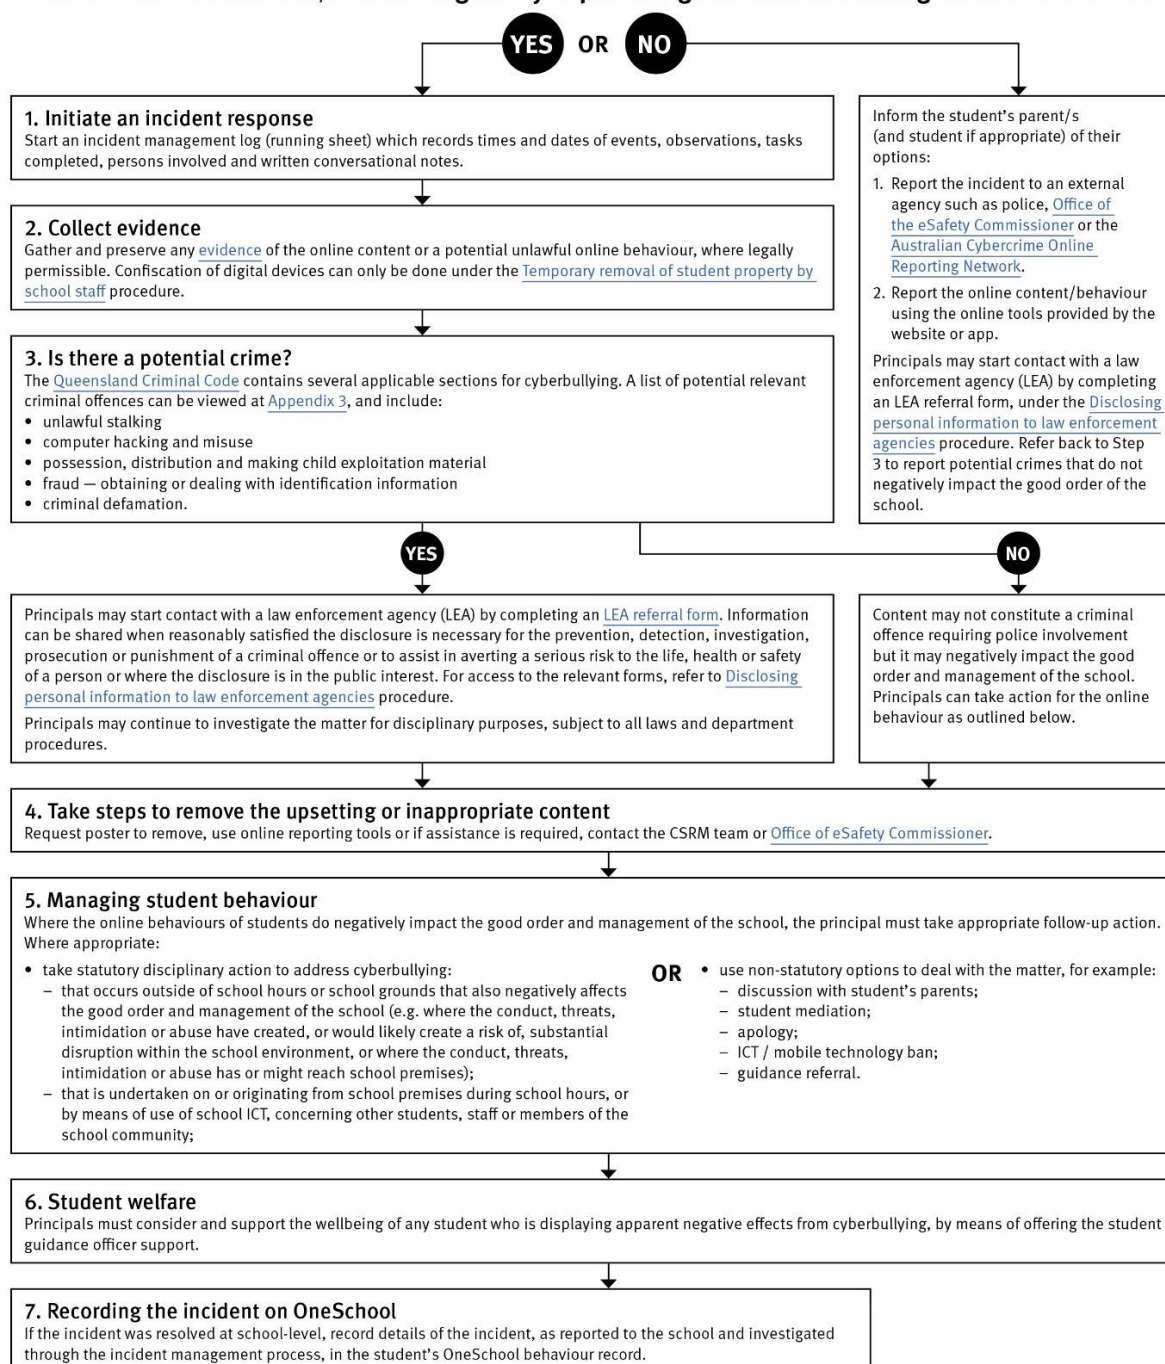 YES OR NO
1. Initiate an incident response
Start an incident management log (running sheet) which records times and dates of events, observations, tasks
completed, persons involved and written conversational notes.
2. Collect evidence
Gather and preserve any evidence of the online content or a potential unlawful online behaviour, where legally
permissible. Confiscation of digital devices can only be done under the Temporary removal of student property by
school staff procedure.
3. Is there a potential crime?
The Queensland Criminal Code contains several applicable sections for cyberbullying. A list of potential relevant
criminal offences can be viewed at Appendix 3, and include:
• unlawful stalking
• computer hacking and misuse
• possession, distribution and making child exploitation material
• fraud — obtaining or dealing with identification information
• criminal defamation.
Inform the student's parent/s
(and student if appropriate) of their
options:
1. Report the incident to an external
agency such as police, Office of
the eSafety Commissioner or the
Australian Cybercrime Online
Reporting Network.
2. Report the online content/behaviour
using the online tools provided by the
website or app.
Principals may start contact with a law
enforcement agency (LEA) by completing
an LEA referral form, under the Disclosing
personal information to law enforcement
agencies procedure. Refer back to Step
3 to report potential crimes that do not
negatively impact the good order of the
school.
YES
NO
Principals may start contact with a law enforcement agency (LEA) by completing an LEA referral form. Information
can be shared when reasonably satisfied the disclosure is necessary for the prevention, detection, investigation,
prosecution or punishment of a criminal offence or to assist in averting a serious risk to the life, health or safety
of a person or where the disclosure is in the public interest. For access to the relevant forms, refer to Disclosing
personal information to law enforcement agencies procedure.
Principals may continue to investigate the matter for disciplinary purposes, subject to all laws and department
procedures.
Content may not constitute a criminal
offence requiring police involvement
but it may negatively impact the good
order and management of the school.
Principals can take action for the online
behaviour as outlined below.
4. Take steps to remove the upsetting or inappropriate content
Request poster to remove, use online reporting tools or if assistance is required, contact the CSRM team or Office of eSafety Commissioner.
5. Managing student behaviour
Where the online behaviours of students do negatively impact the good order and management of the school, the principal must take appropriate follow-up action.
Where appropriate:
• take statutory disciplinary action to address cyberbullying:
– that occurs outside of school hours or school grounds that also negatively affects
the good order and management of the school (e.g. where the conduct, threats,
intimidation or abuse have created, or would likely create a risk of, substantial
disruption within the school environment, or where the conduct, threats,
intimidation or abuse has or might reach school premises);
– that is undertaken on or originating from school premises during school hours, or
by means of use of school ICT, concerning other students, staff or members of the
school community;
OR
• use non-statutory options to deal with the matter, for example:
– discussion with student's parents;
– student mediation;
– apology;
– ICT / mobile technology ban;
– guidance referral.
6. Student welfare
Principals must consider and support the wellbeing of any student who is displaying apparent negative effects from cyberbullying, by means of offering the student
guidance officer support.
7. Recording the incident on OneSchool
If the incident was resolved at school-level, record details of the incident, as reported to the school and investigated
through the incident management process, in the student's OneSchool behaviour record.